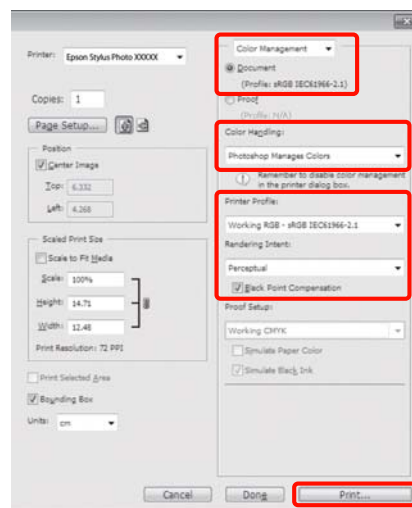 Printer: Epson Stylus Photo XXXXX
Copies: 1
Page Setup...
Position
Center Image
Top: 6.332
Left: 4.268
Scaled Print Size
Scale to Fit Media
Scale: 100%
Height: 14.71
Width: 12.48
Print Resolution: 72 PPI
Print Selected Area
Bounding Box
Units: cm
Color Management
Document
(Profile: sRGB IEC61966-2.1)
Proof
(Profile: N/A)
Color Handling:
Photoshop Manages Colors
Remember to disable color management
in the printer dialog box.
Printer Profile:
Working RGB - sRGB IEC61966-2.1
Rendering Intent:
Perceptual
Black Point Compensation
Proof Setup:
Working CMYK
Simulate Paper Color
Simulate Black Ink
Cancel
Done
Print...